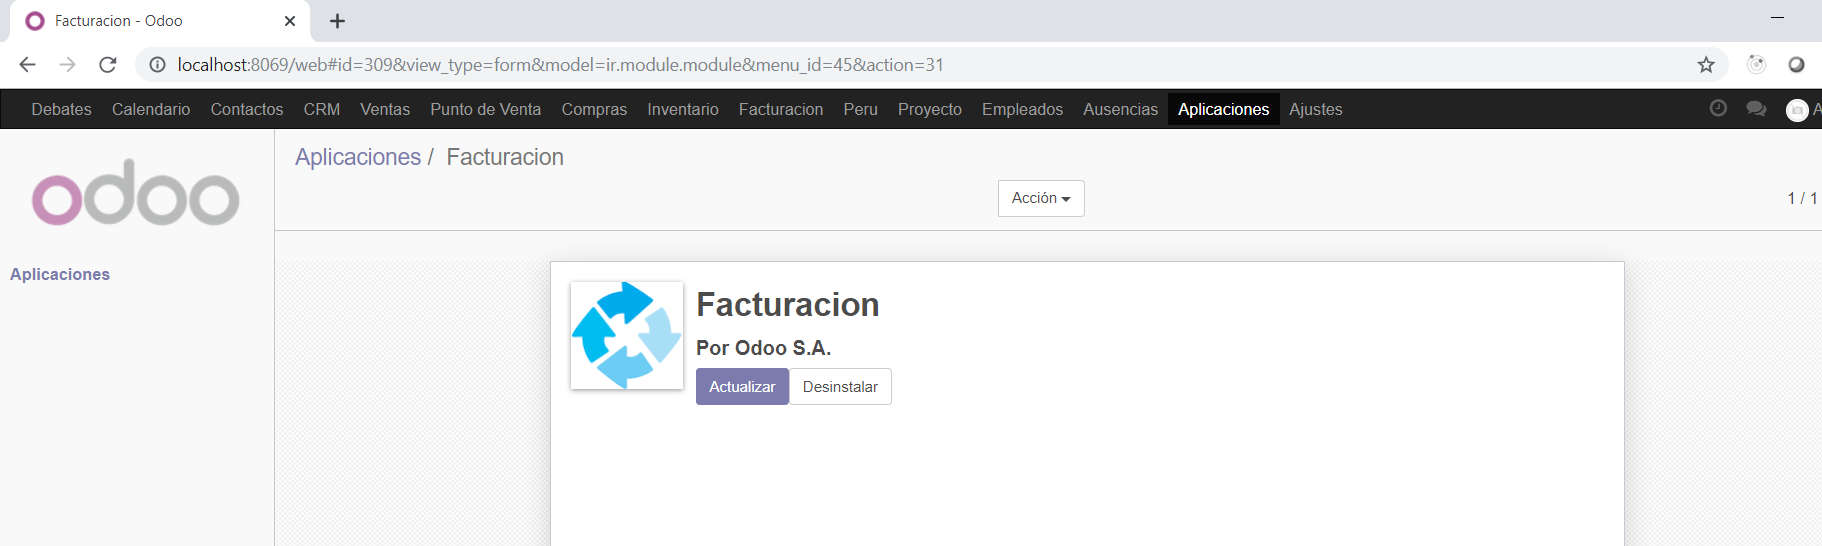 Facturacion - Odoo
localhost:8069/web#id=309&view_type=form&model=ir.module.module&menu_id=45&action=31
Debates Calendario Contactos CRM Ventas Punto de Venta Compras Inventario Facturacion Peru Proyecto Empleados Ausencias Aplicaciones Ajustes A
odoo
Aplicaciones / Facturacion
Acción
1 / 1
Aplicaciones
Facturacion
Por Odoo S.A.
Actualizar Desinstalar